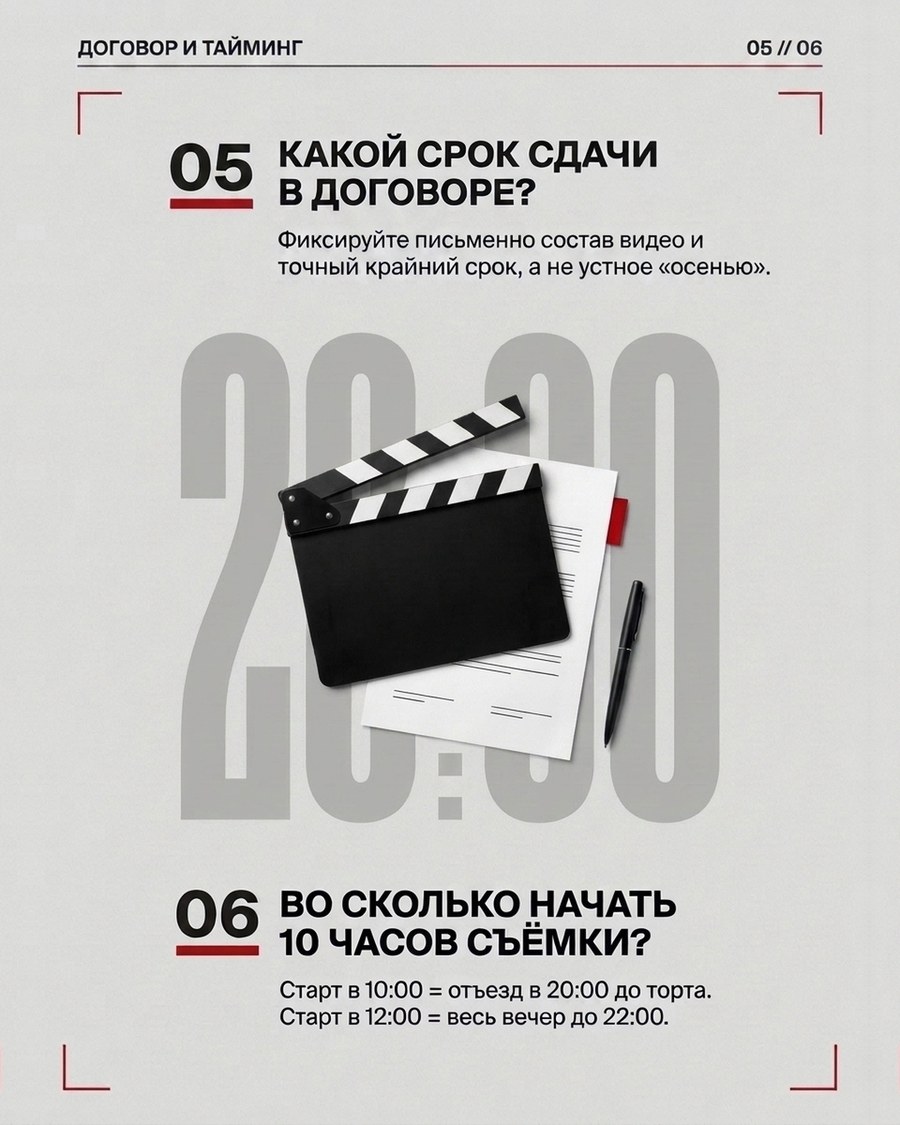 ДОГОВОР И ТАЙМИНГ
05 // 06
05
КАКОЙ СРОК СДАЧИ
В ДОГОВОРЕ?
Фиксируйте письменно состав видео и
точный крайний срок, а не устное «осенью».
20:00
06
ВО СКОЛЬКО НАЧАТЬ
10 ЧАСОВ СЪЁМКИ?
Старт в 10:00 = отъезд в 20:00 до торта.
Старт в 12:00 = весь вечер до 22:00.